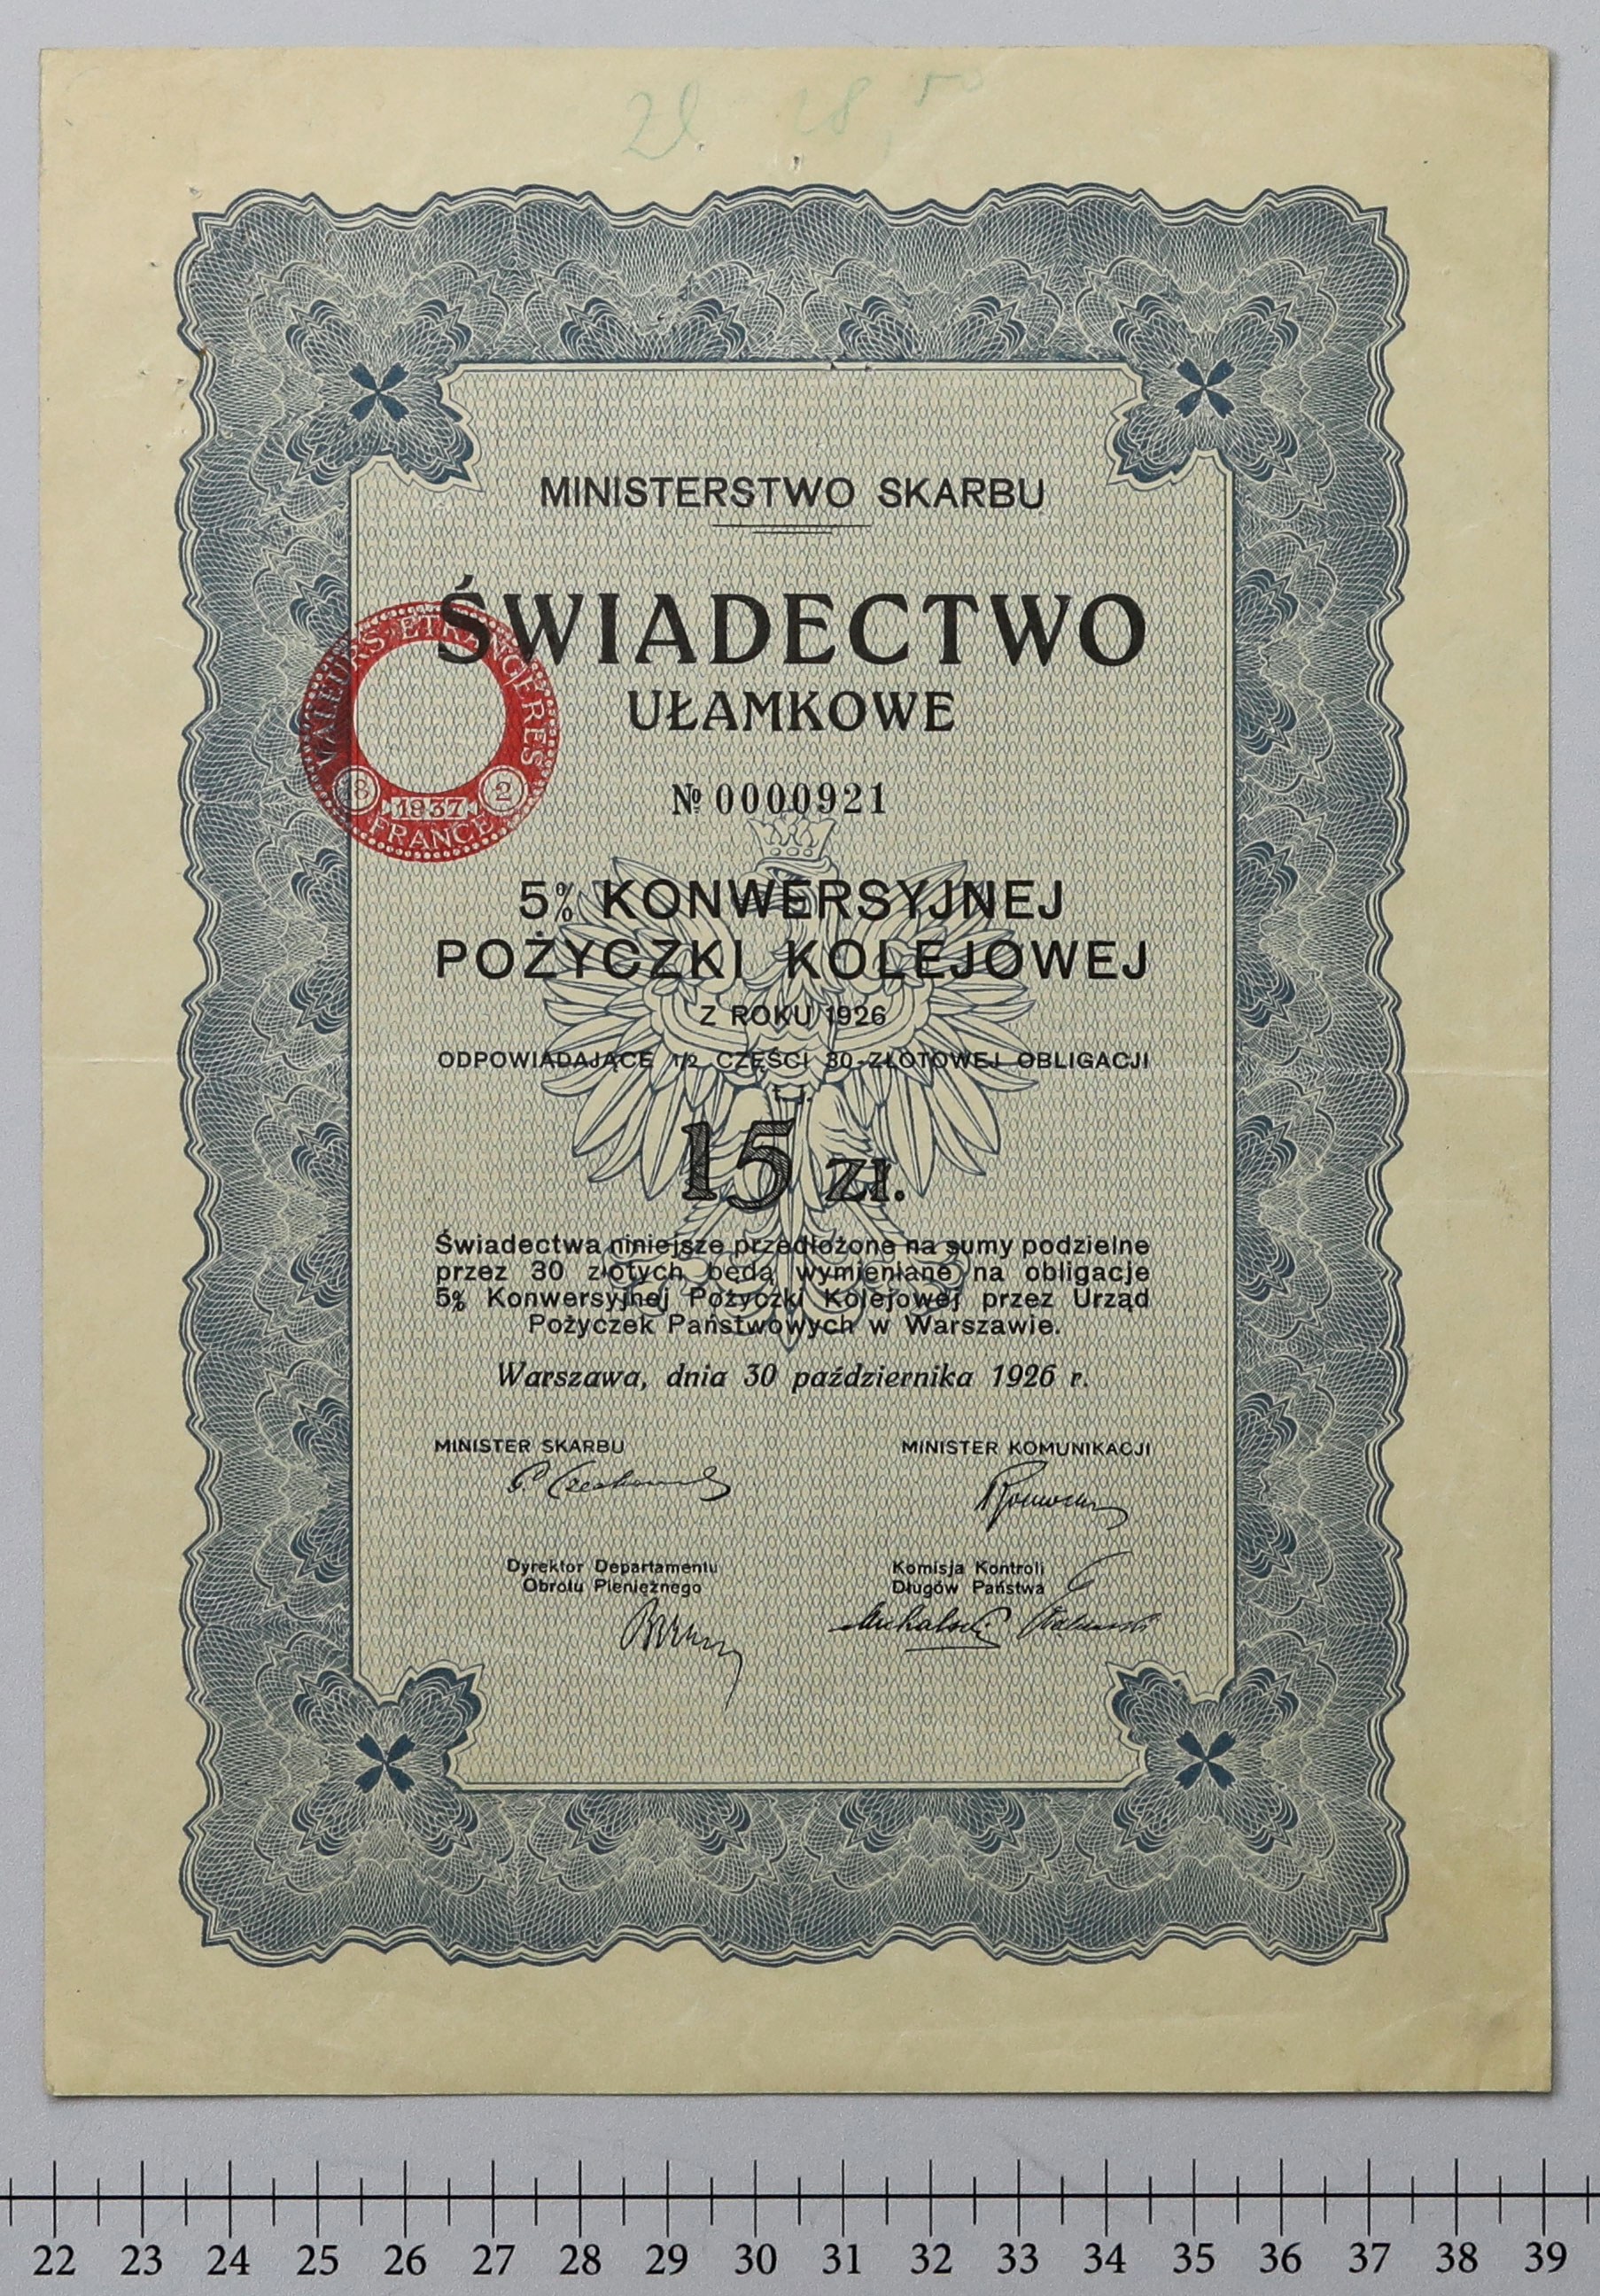 MINISTERSTWO SKARBU
ŚWIADECTWO
UŁAMKOWE
VALEURS ETRANGERES
18 1937 2
FRANCE
№ 0000921
5% KONWERSYJNEJ
POŻYCZKI KOLEJOWEJ
Z ROKU 1926
ODPOWIADAJĄCE 1/2 CZĘŚCI 30-ZŁOTOWEJ OBLIGACJI
t. j.
15 zł.
Świadectwa niniejsze przedłożone na sumy podzielne
przez 30 złotych będą wymieniane na obligacje
5% Konwersyjnej Pożyczki Kolejowej przez Urząd
Pożyczek Państwowych w Warszawie.
Warszawa, dnia 30 października 1926 r.
MINISTER SKARBU
MINISTER KOMUNIKACJI
Dyrektor Departamentu
Obrotu Pieniężnego
Komisja Kontroli
Długów Państwa
22 23 24 25 26 27 28 29 30 31 32 33 34 35 36 37 38 39